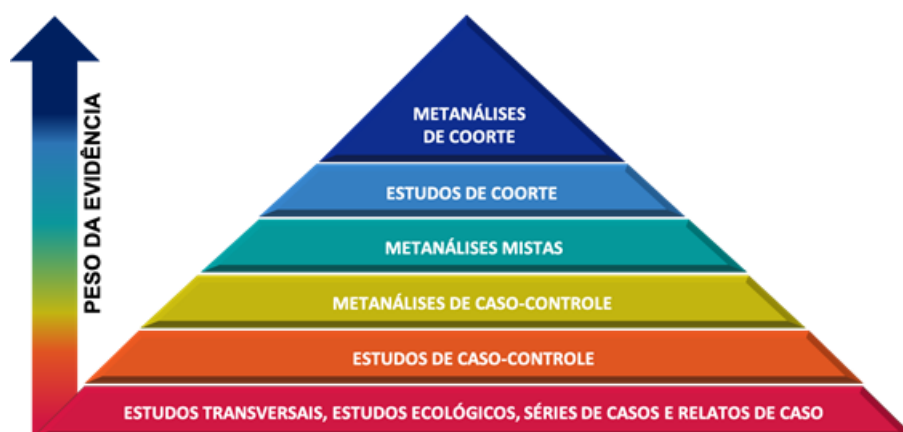 PESO DA EVIDÊNCIA
METANÁLISES
DE COORTE
ESTUDOS DE COORTE
METANÁLISES MISTAS
METANÁLISES DE CASO-CONTROLE
ESTUDOS DE CASO-CONTROLE
ESTUDOS TRANSVERSAIS, ESTUDOS ECOLÓGICOS, SÉRIES DE CASOS E RELATOS DE CASO